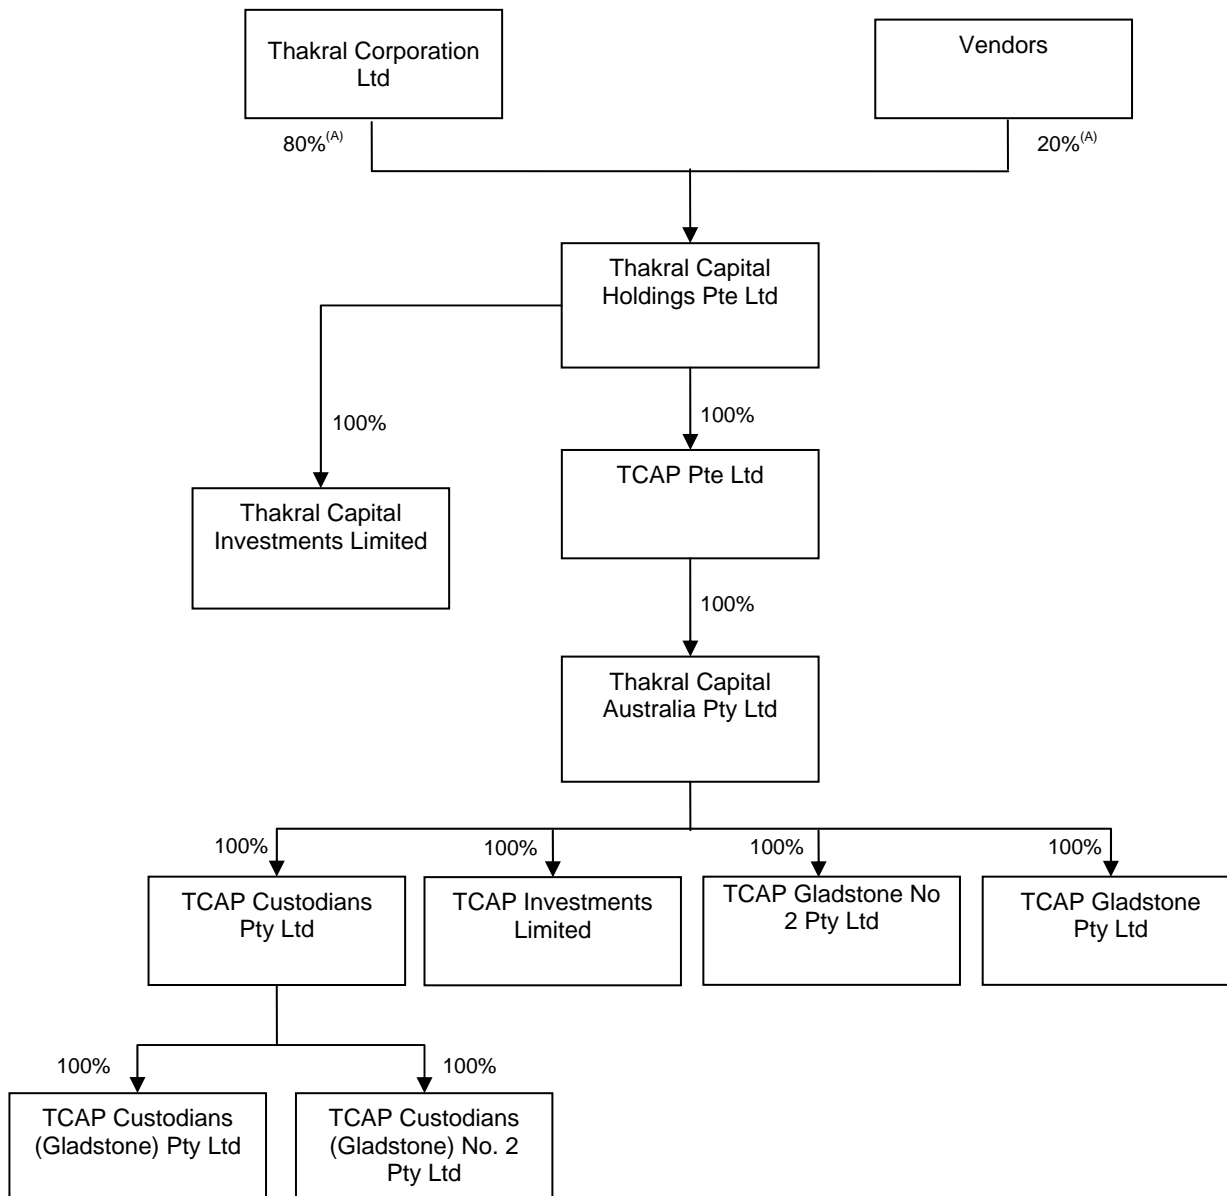 Thakral Corporation
Ltd
Vendors
80%(A)
20%(A)
Thakral Capital
Holdings Pte Ltd
100%
100%
Thakral Capital
Investments Limited
TCAP Pte Ltd
100%
Thakral Capital
Australia Pty Ltd
100%
100%
100%
100%
TCAP Custodians
Pty Ltd
TCAP Investments
Limited
TCAP Gladstone No
2 Pty Ltd
TCAP Gladstone
Pty Ltd
100%
100%
TCAP Custodians
(Gladstone) Pty Ltd
TCAP Custodians
(Gladstone) No. 2
Pty Ltd